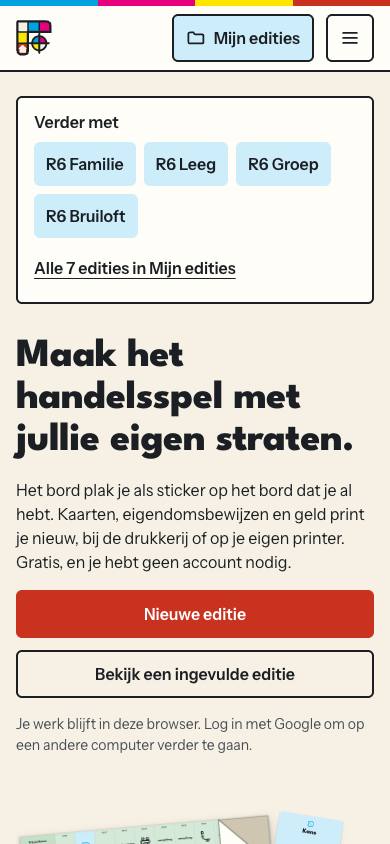 Mijn edities
Verder met
R6 Familie
R6 Leeg
R6 Groep
R6 Bruiloft
Alle 7 edities in Mijn edities
Maak het
handelsspel met
jullie eigen straten.
Het bord plak je als sticker op het bord dat je al
hebt. Kaarten, eigendomsbewijzen en geld print
je nieuw, bij de drukkerij of op je eigen printer.
Gratis, en je hebt geen account nodig.
Nieuwe editie
Bekijk een ingevulde editie
Je werk blijft in deze browser. Log in met Google om op
een andere computer verder te gaan.
Kans